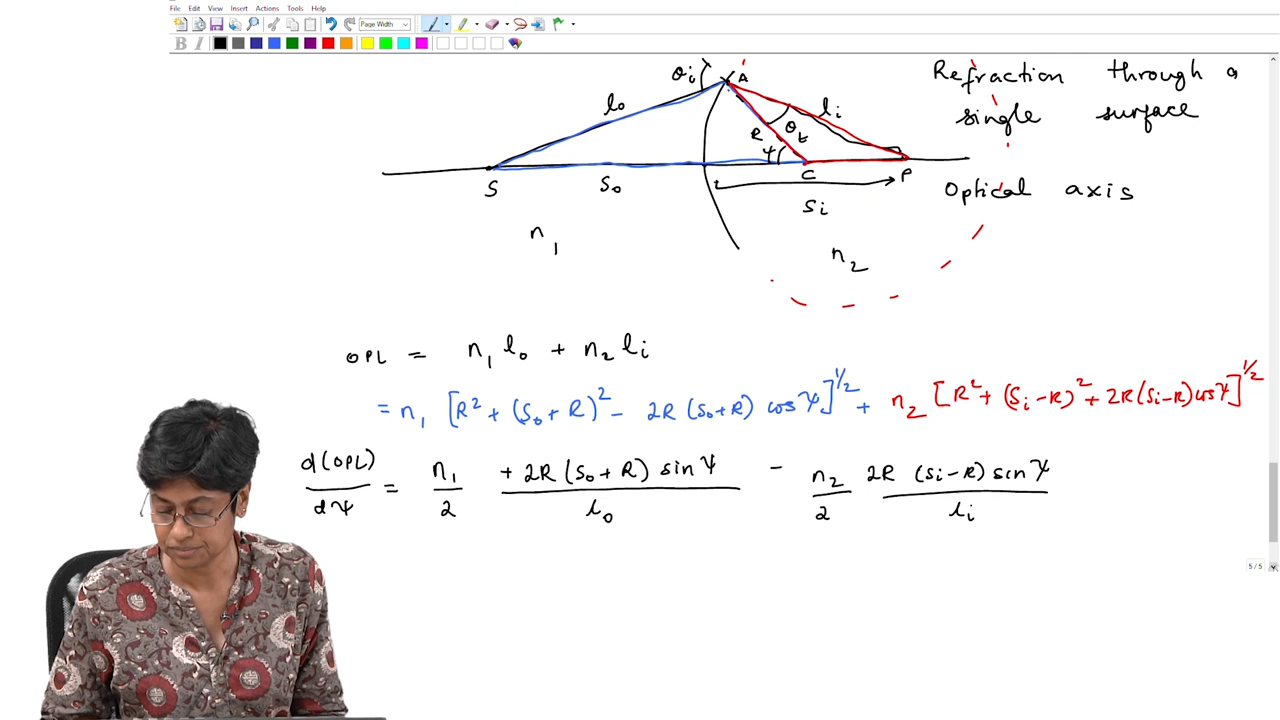 File Edit View Insert Actions Tools Help
Page Width
B I
Refraction through a
single surface
Optical axis
θi A
lo li
R θt
ψ
S C P
So
Si
n1
n2
OPL = n1 lo + n2 li
= n1 [R² + (So + R)² − 2R (So+R) cos ψ]^1/2 + n2 [R² + (Si −R)² + 2R(Si −R) cos ψ]^1/2
d(OPL)/dψ = n1/2 +2R (So + R) sin ψ/lo − n2/2 2R (Si −R) sin ψ/li
5/5